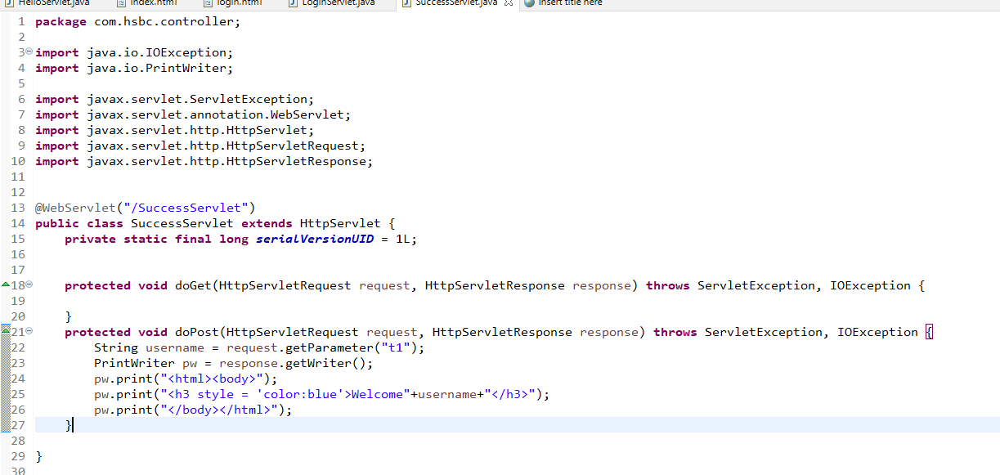 HelloServlet.java index.html login.html LoginServlet.java SuccessServlet.java Insert title here
1 package com.hsbc.controller;
2
3 import java.io.IOException;
4 import java.io.PrintWriter;
5
6 import javax.servlet.ServletException;
7 import javax.servlet.annotation.WebServlet;
8 import javax.servlet.http.HttpServlet;
9 import javax.servlet.http.HttpServletRequest;
10 import javax.servlet.http.HttpServletResponse;
11
12
13 @WebServlet("/SuccessServlet")
14 public class SuccessServlet extends HttpServlet {
15     private static final long serialVersionUID = 1L;
16
17
18     protected void doGet(HttpServletRequest request, HttpServletResponse response) throws ServletException, IOException {
19
20     }
21     protected void doPost(HttpServletRequest request, HttpServletResponse response) throws ServletException, IOException {
22         String username = request.getParameter("t1");
23         PrintWriter pw = response.getWriter();
24         pw.print("<html><body>");
25         pw.print("<h3 style = 'color:blue'>Welcome"+username+"</h3>");
26         pw.print("</body></html>");
27     }
28
29 }
30